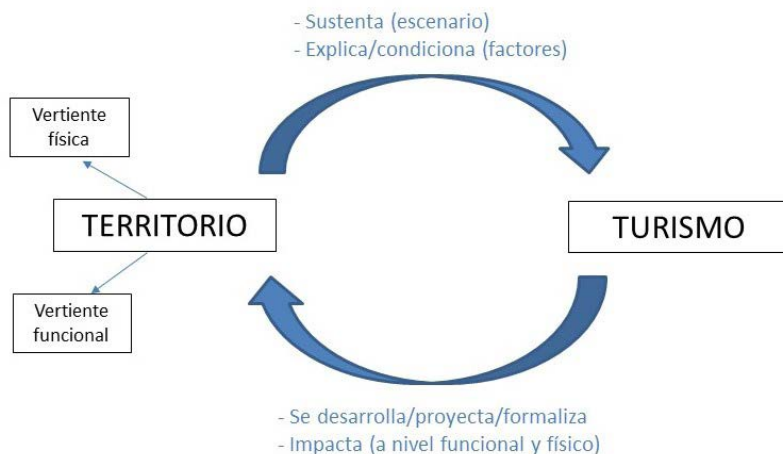 - Sustenta (escenario)
- Explica/condiciona (factores)
Vertiente
física
TERRITORIO
TURISMO
Vertiente
funcional
- Se desarrolla/proyecta/formaliza
- Impacta (a nivel funcional y físico)